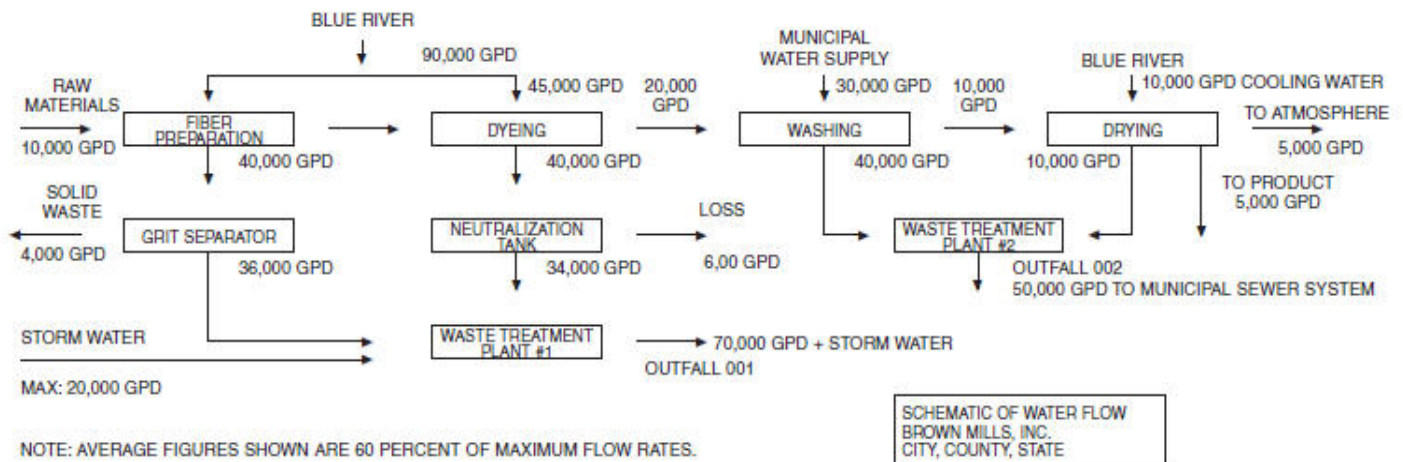 BLUE RIVER
90,000 GPD
MUNICIPAL
WATER SUPPLY
BLUE RIVER
RAW
MATERIALS
45,000 GPD
20,000
GPD
30,000 GPD
10,000
GPD
10,000 GPD COOLING WATER
TO ATMOSPHERE
FIBER
PREPARATION
DYEING
WASHING
DRYING
10,000 GPD
40,000 GPD
40,000 GPD
40,000 GPD
10,000 GPD
5,000 GPD
TO PRODUCT
5,000 GPD
SOLID
WASTE
LOSS
GRIT SEPARATOR
NEUTRALIZATION
TANK
WASTE TREATMENT
PLANT #2
4,000 GPD
36,000 GPD
34,000 GPD
6,00 GPD
OUTFALL 002
50,000 GPD TO MUNICIPAL SEWER SYSTEM
STORM WATER
WASTE TREATMENT
PLANT #1
70,000 GPD + STORM WATER
OUTFALL 001
MAX: 20,000 GPD
NOTE: AVERAGE FIGURES SHOWN ARE 60 PERCENT OF MAXIMUM FLOW RATES.
SCHEMATIC OF WATER FLOW
BROWN MILLS, INC.
CITY, COUNTY, STATE